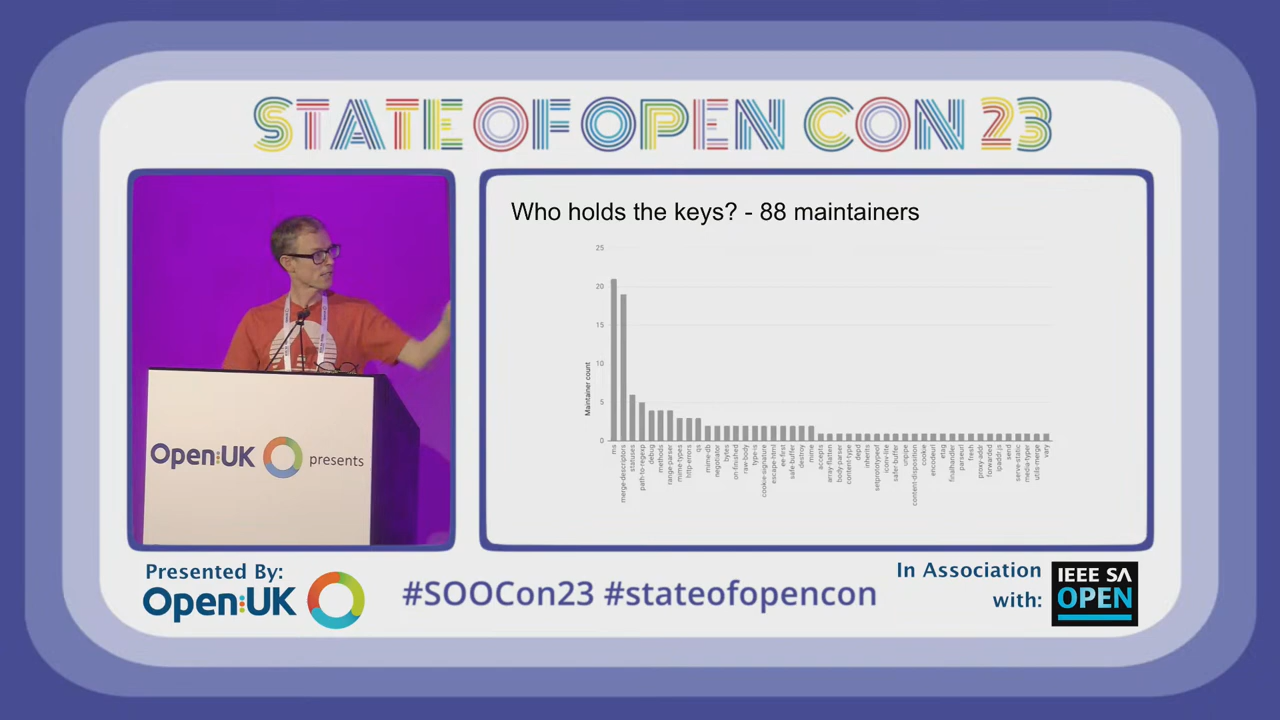 STATE OF OPEN CON 23
Who holds the keys? - 88 maintainers
25
20
15
10
5
0
Maintainer count
ms
merge-descriptors
statuses
path-to-regexp
debug
methods
range-parser
mime-types
http-errors
qs
mime-db
negotiator
bytes
on-finished
raw-body
type-is
cookie-signature
escape-html
ee-first
safe-buffer
destroy
mime
accepts
array-flatten
body-parser
content-type
depd
inherits
setprototypeof
iconv-lite
safer-buffer
unpipe
content-disposition
cookie
encodeurl
etag
finalhandler
parseurl
fresh
proxy-addr
forwarded
ipaddr.js
send
serve-static
media-typer
utils-merge
vary
OpenUK
presents
Presented By:
OpenUK
#SOOCon23 #stateofopencon
In Association
with:
IEEE SA
OPEN